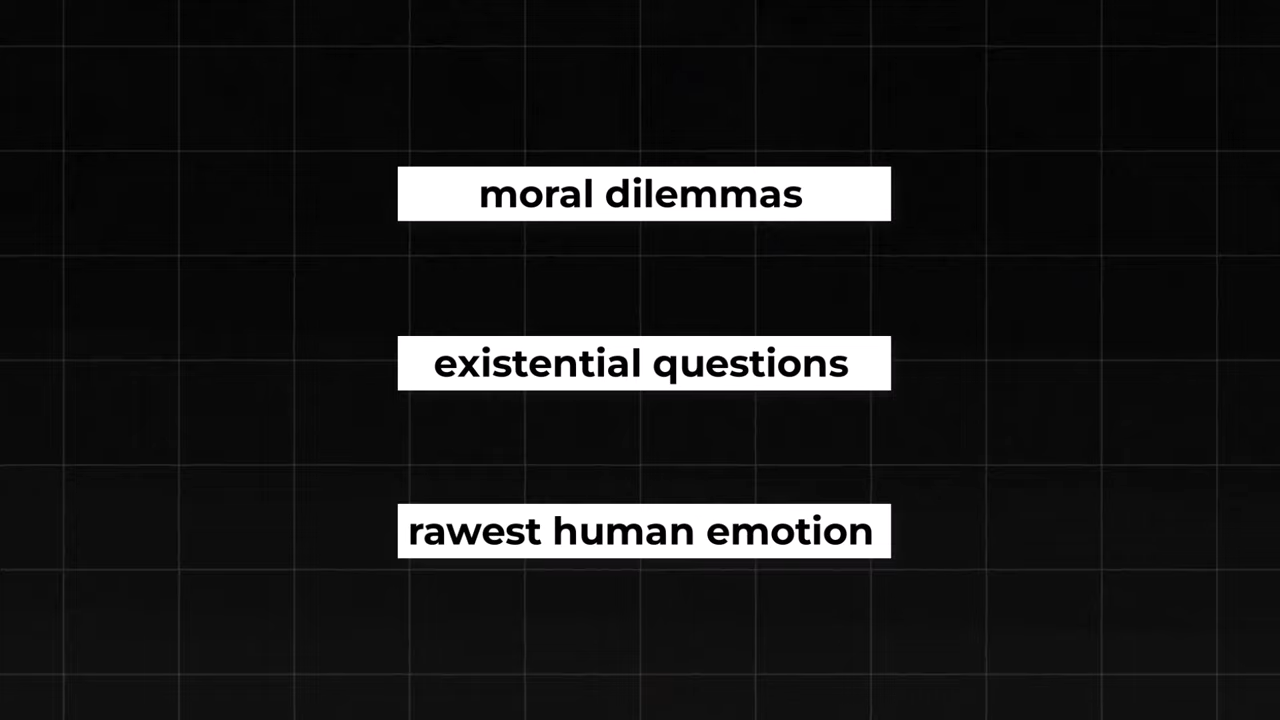 moral dilemmas
existential questions
rawest human emotion